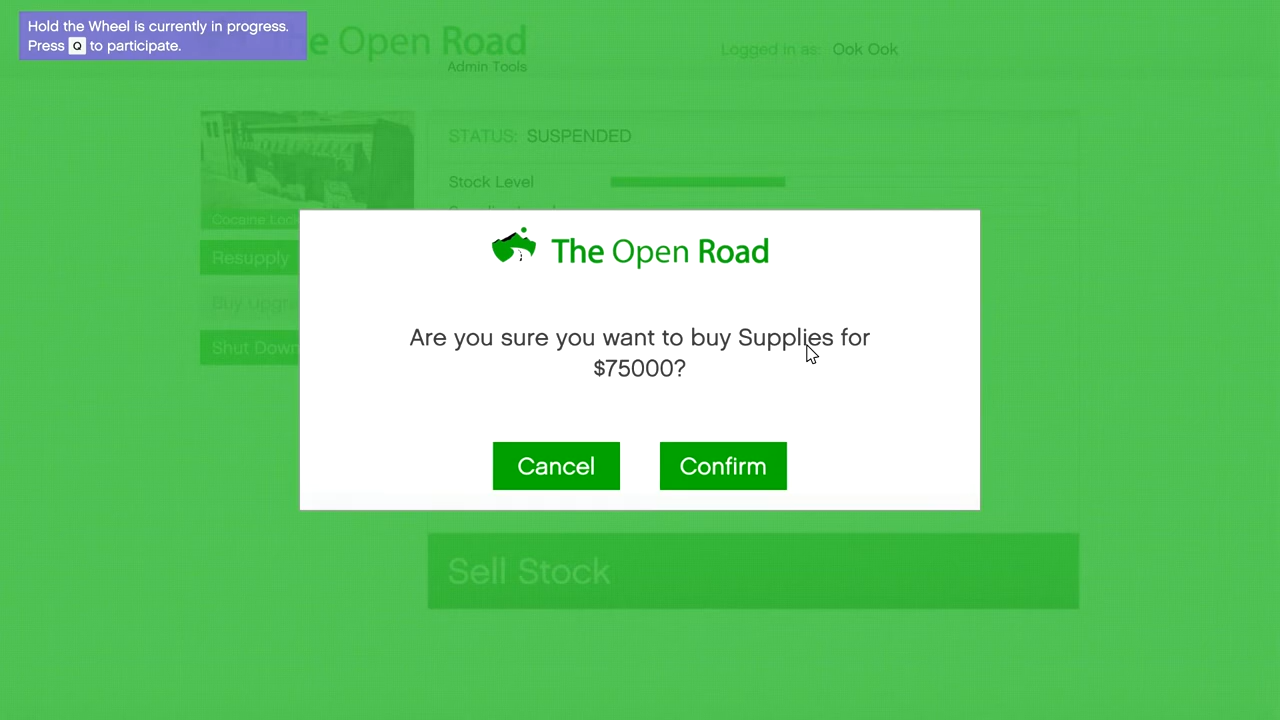 Hold the Wheel is currently in progress.
Press Q to participate.
The Open Road
Admin Tools
Logged in as: Ook Ook
STATUS: SUSPENDED
Stock Level
Cocaine
Resupply
Buy
Shut Down
The Open Road
Are you sure you want to buy Supplies for
$75000?
Cancel
Confirm
Sell Stock